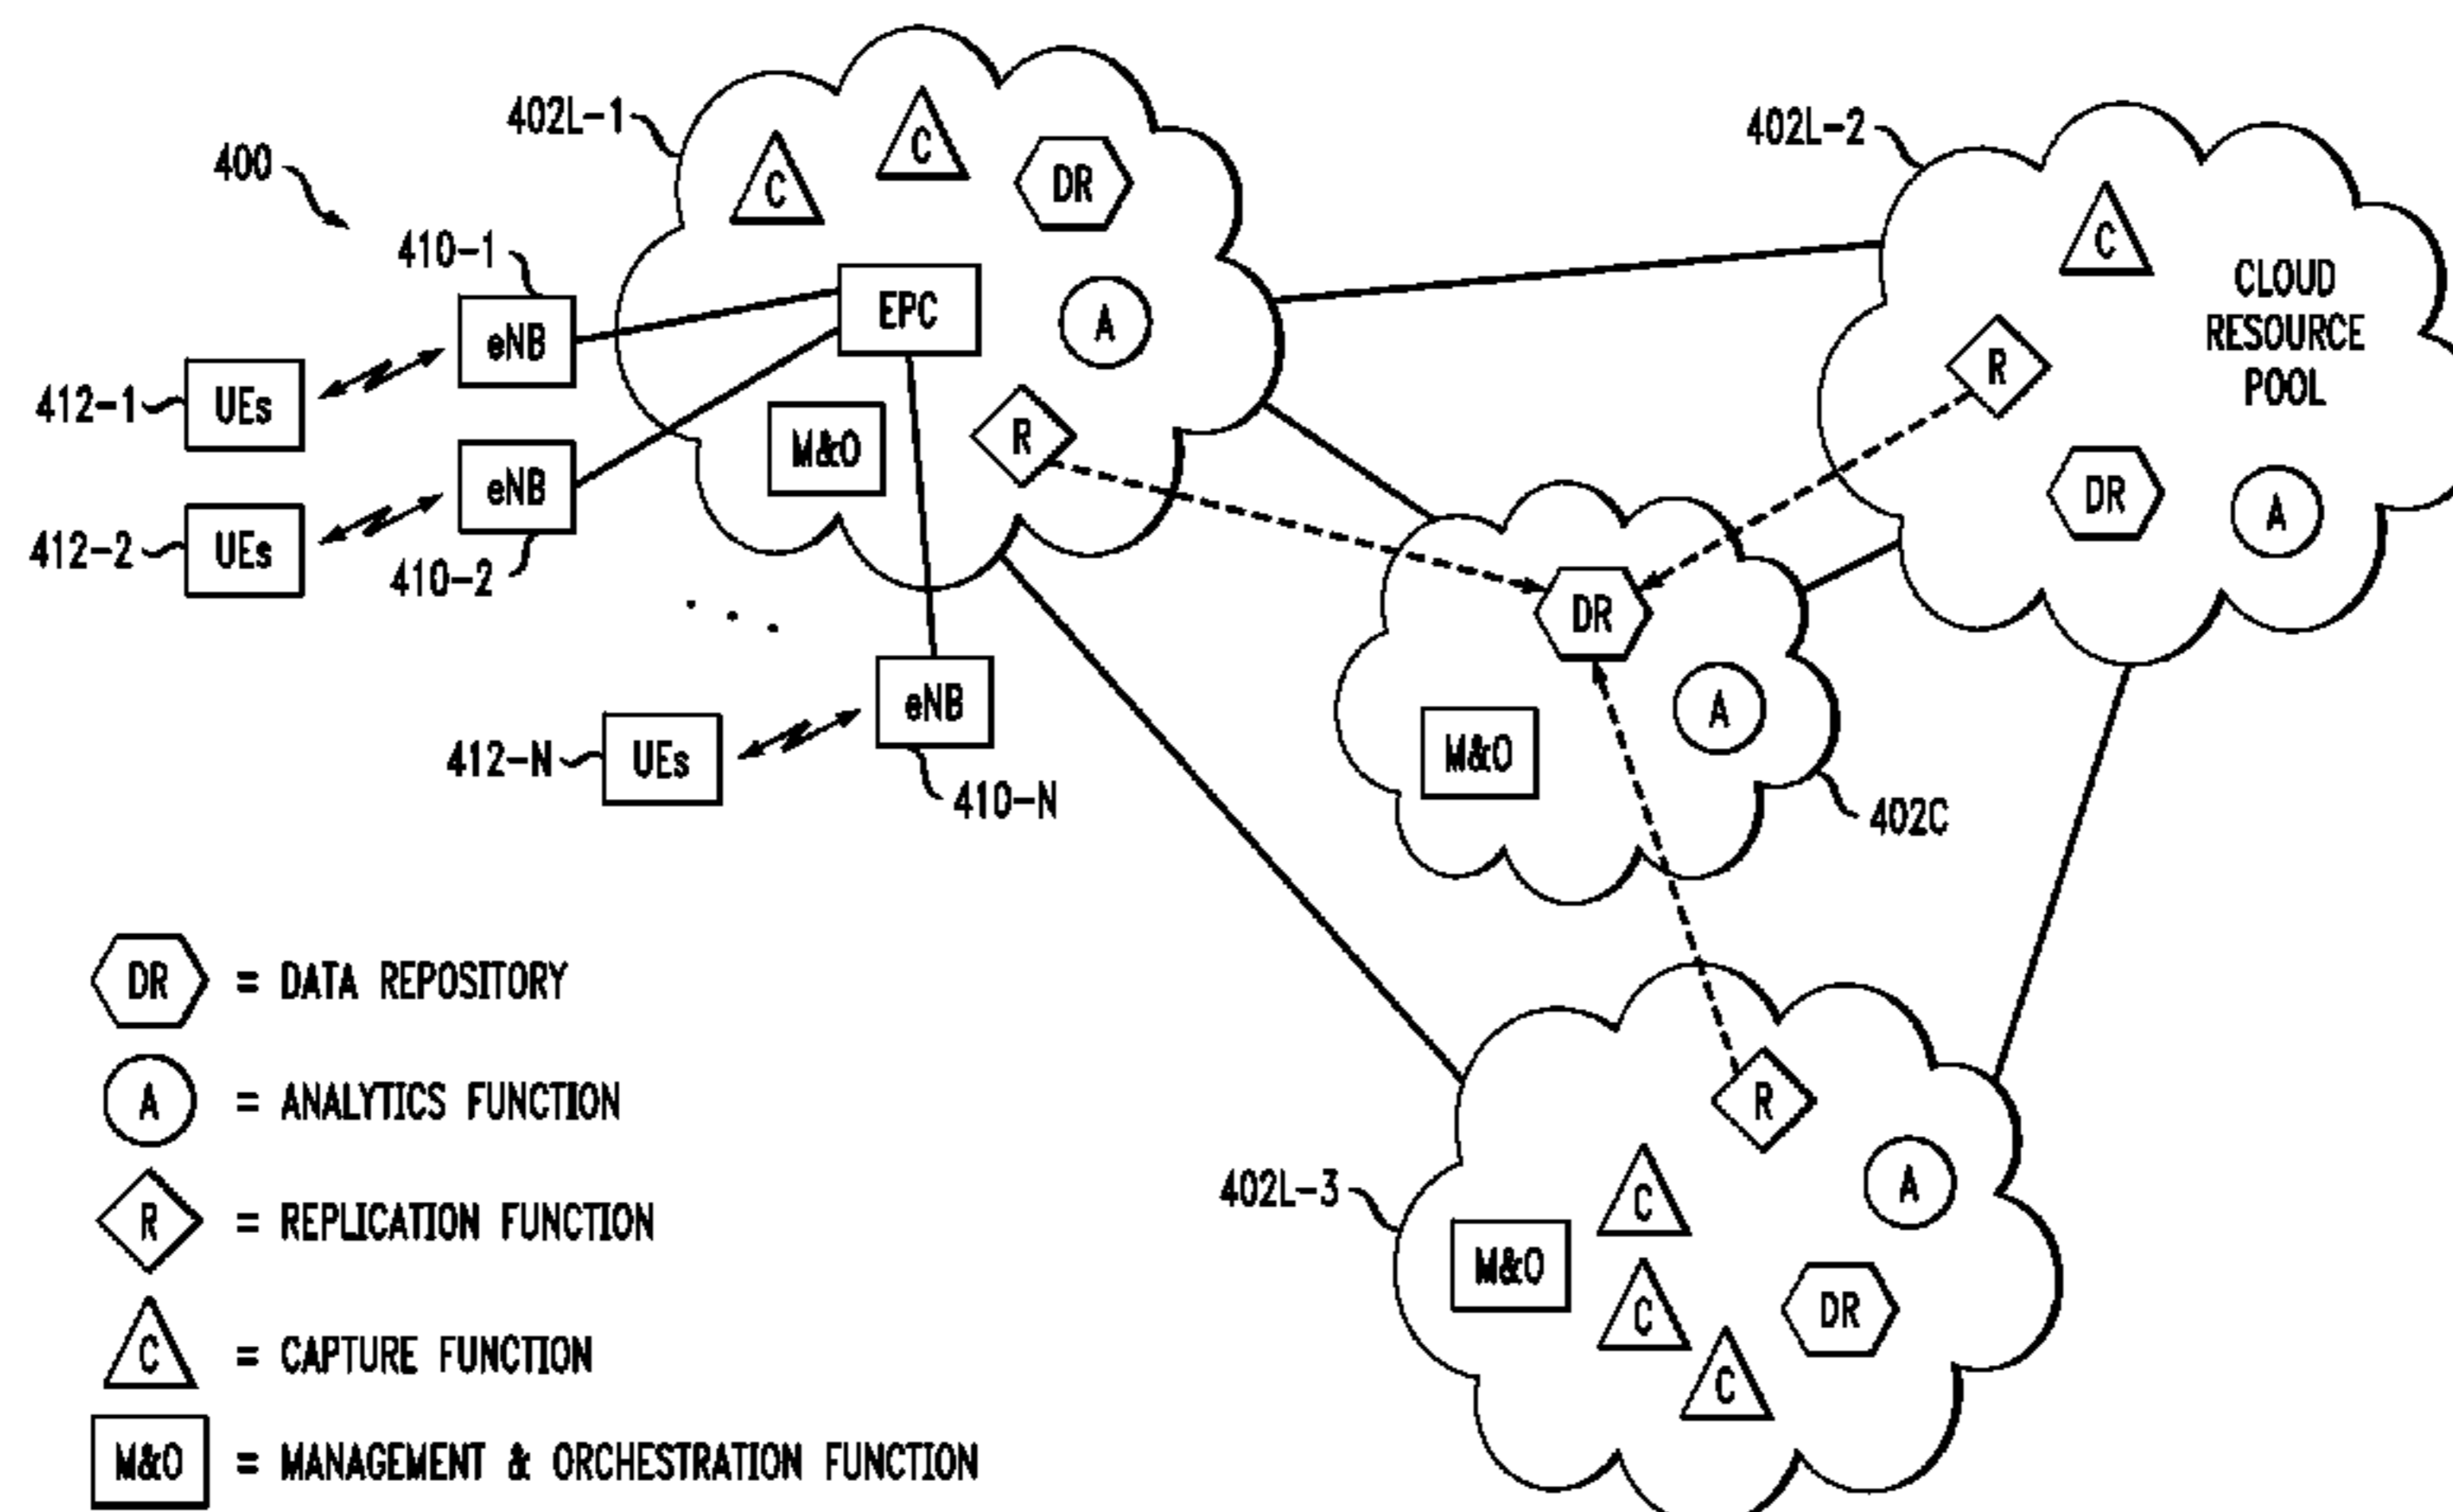 402L-1
C
C
DR
400
410-1
eNB
EPC
A
412-1
UEs
M&O
R
412-2
UEs
eNB
410-2
402L-2
C
CLOUD
RESOURCE
POOL
R
DR
A
DR
A
M&O
402C
eNB
412-N
UEs
410-N
R
402L-3
C
A
M&O
C
DR
C
DR = DATA REPOSITORY
A = ANALYTICS FUNCTION
R = REPLICATION FUNCTION
C = CAPTURE FUNCTION
M&O = MANAGEMENT & ORCHESTRATION FUNCTION